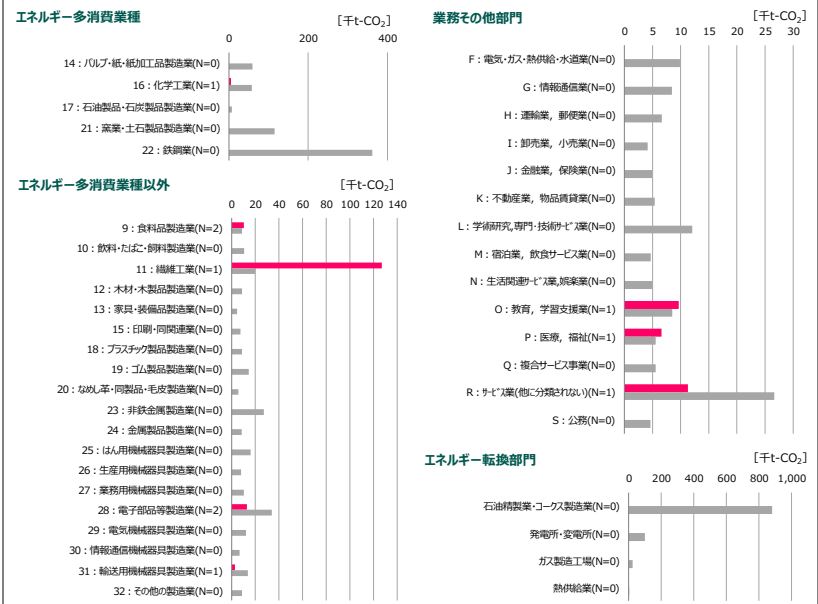 エネルギー多消費業種
[千t-CO₂]
0 200 400
14：パルプ・紙・紙加工品製造業(N=0)
16：化学工業(N=1)
17：石油製品・石炭製品製造業(N=0)
21：窯業・土石製品製造業(N=0)
22：鉄鋼業(N=0)
エネルギー多消費業種以外
[千t-CO₂]
0 20 40 60 80 100 120 140
9：食料品製造業(N=2)
10：飲料・たばこ・飼料製造業(N=0)
11：繊維工業(N=1)
12：木材・木製品製造業(N=0)
13：家具・装備品製造業(N=0)
15：印刷・同関連業(N=0)
18：プラスチック製品製造業(N=0)
19：ゴム製品製造業(N=0)
20：なめし革・同製品・毛皮製造業(N=0)
23：非鉄金属製造業(N=0)
24：金属製品製造業(N=0)
25：はん用機械器具製造業(N=0)
26：生産用機械器具製造業(N=0)
27：業務用機械器具製造業(N=0)
28：電子部品等製造業(N=2)
29：電気機械器具製造業(N=0)
30：情報通信機械器具製造業(N=0)
31：輸送用機械器具製造業(N=1)
32：その他の製造業(N=0)
業務その他部門
[千t-CO₂]
0 5 10 15 20 25 30
F：電気・ガス・熱供給・水道業(N=0)
G：情報通信業(N=0)
H：運輸業，郵便業(N=0)
I：卸売業，小売業(N=0)
J：金融業，保険業(N=0)
K：不動産業，物品賃貸業(N=0)
L：学術研究,専門・技術ｻｰﾋﾞｽ業(N=0)
M：宿泊業，飲食サービス業(N=0)
N：生活関連ｻｰﾋﾞｽ業,娯楽業(N=0)
O：教育，学習支援業(N=1)
P：医療，福祉(N=1)
Q：複合サービス事業(N=0)
R：ｻｰﾋﾞｽ業(他に分類されない)(N=1)
S：公務(N=0)
エネルギー転換部門
[千t-CO₂]
0 200 400 600 800 1,000
石油精製業・コークス製造業(N=0)
発電所・変電所(N=0)
ガス製造工場(N=0)
熱供給業(N=0)